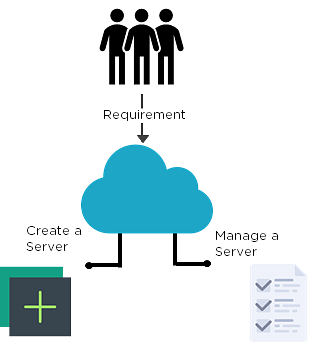 Requirement
Create a
Server
Manage a
Server